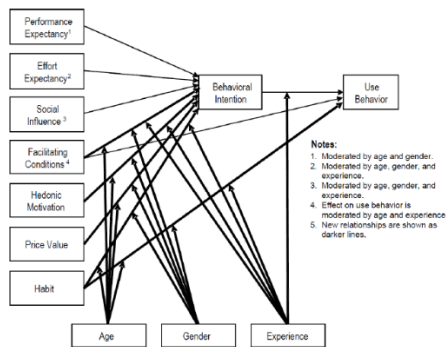 Performance
Expectancy1
Effort
Expectancy2
Social
Influence 3
Facilitating
Conditions 4
Hedonic
Motivation
Price Value
Habit
Behavioral
Intention
Use
Behavior
Notes:
1. Moderated by age and gender.
2. Moderated by age, gender, and
experience.
3. Moderated by age, gender, and
experience.
4. Effect on use behavior is
moderated by age and experience
5. New relationships are shown as
darker lines.
Age
Gender
Experience